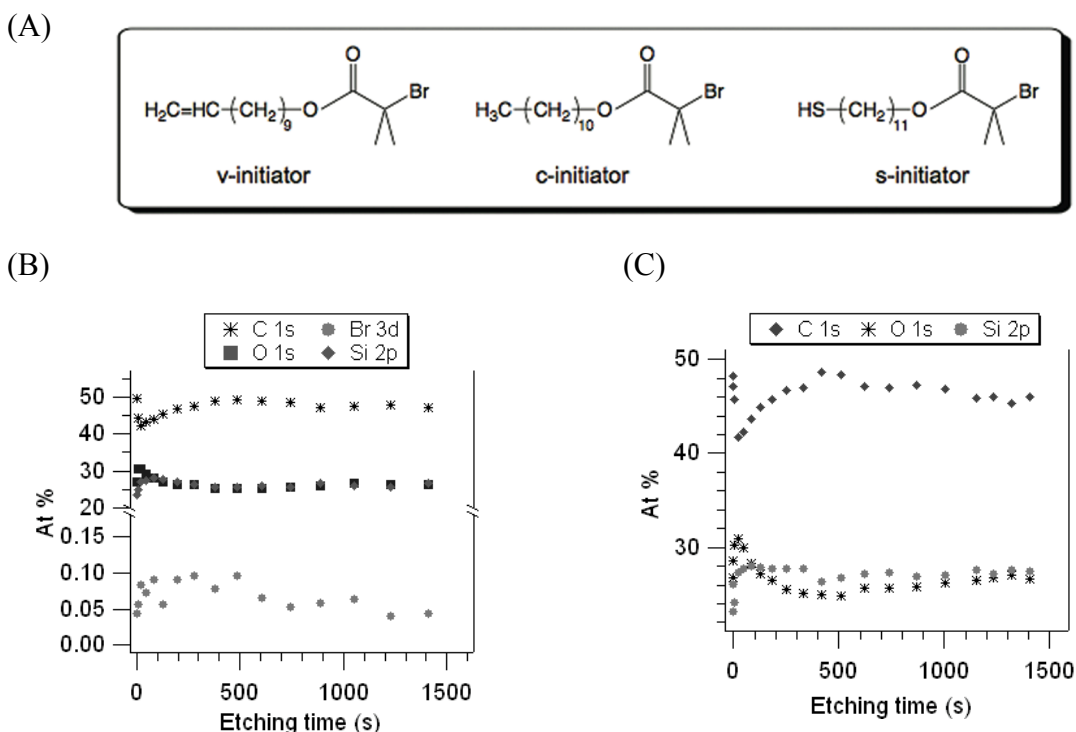 (A)
O
Br
H₂C=HC-(CH₂)₉-O
v-initiator
O
Br
H₃C-(CH₂)₁₀-O
c-initiator
O
Br
HS-(CH₂)₁₁-O
s-initiator
(B)
C 1s Br 3d
O 1s Si 2p
At %
50
40
30
20
0.15
0.10
0.05
0.00
0 500 1000 1500
Etching time (s)
(C)
C 1s O 1s Si 2p
At %
50
40
30
0 500 1000 1500
Etching time (s)